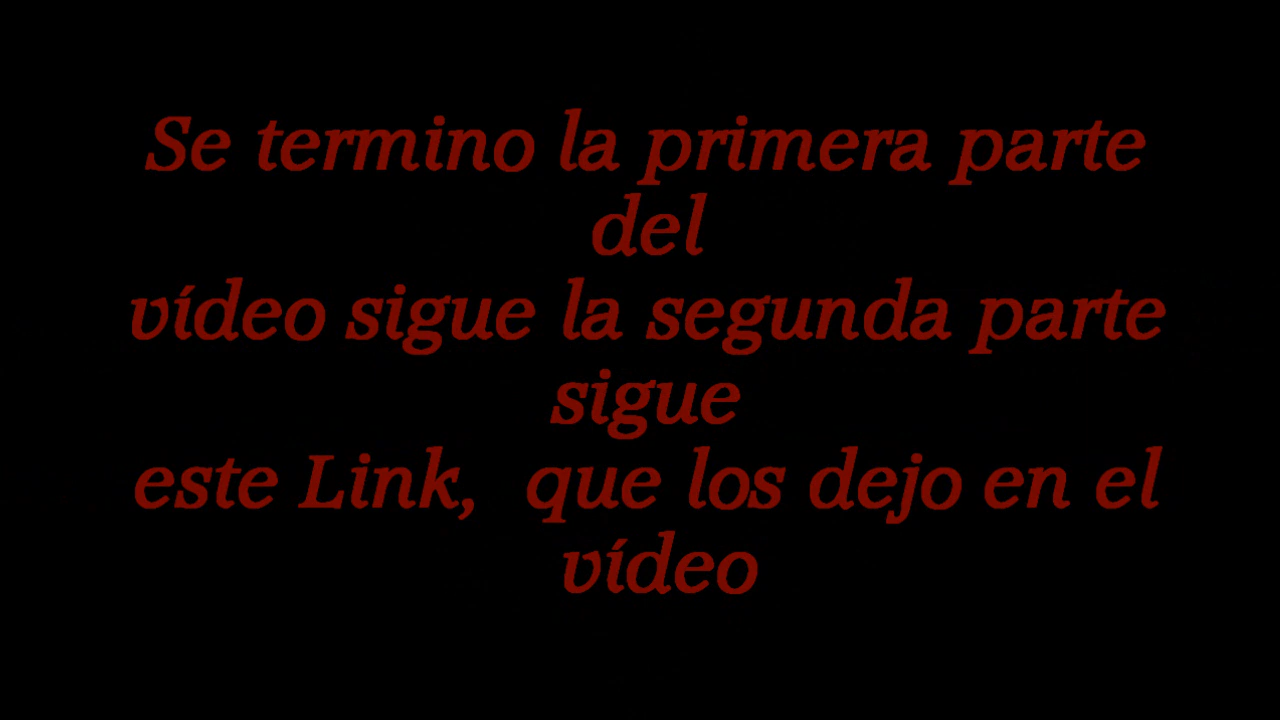 Se termino la primera parte
del
vídeo sigue la segunda parte
sigue
este Link, que los dejo en el
vídeo